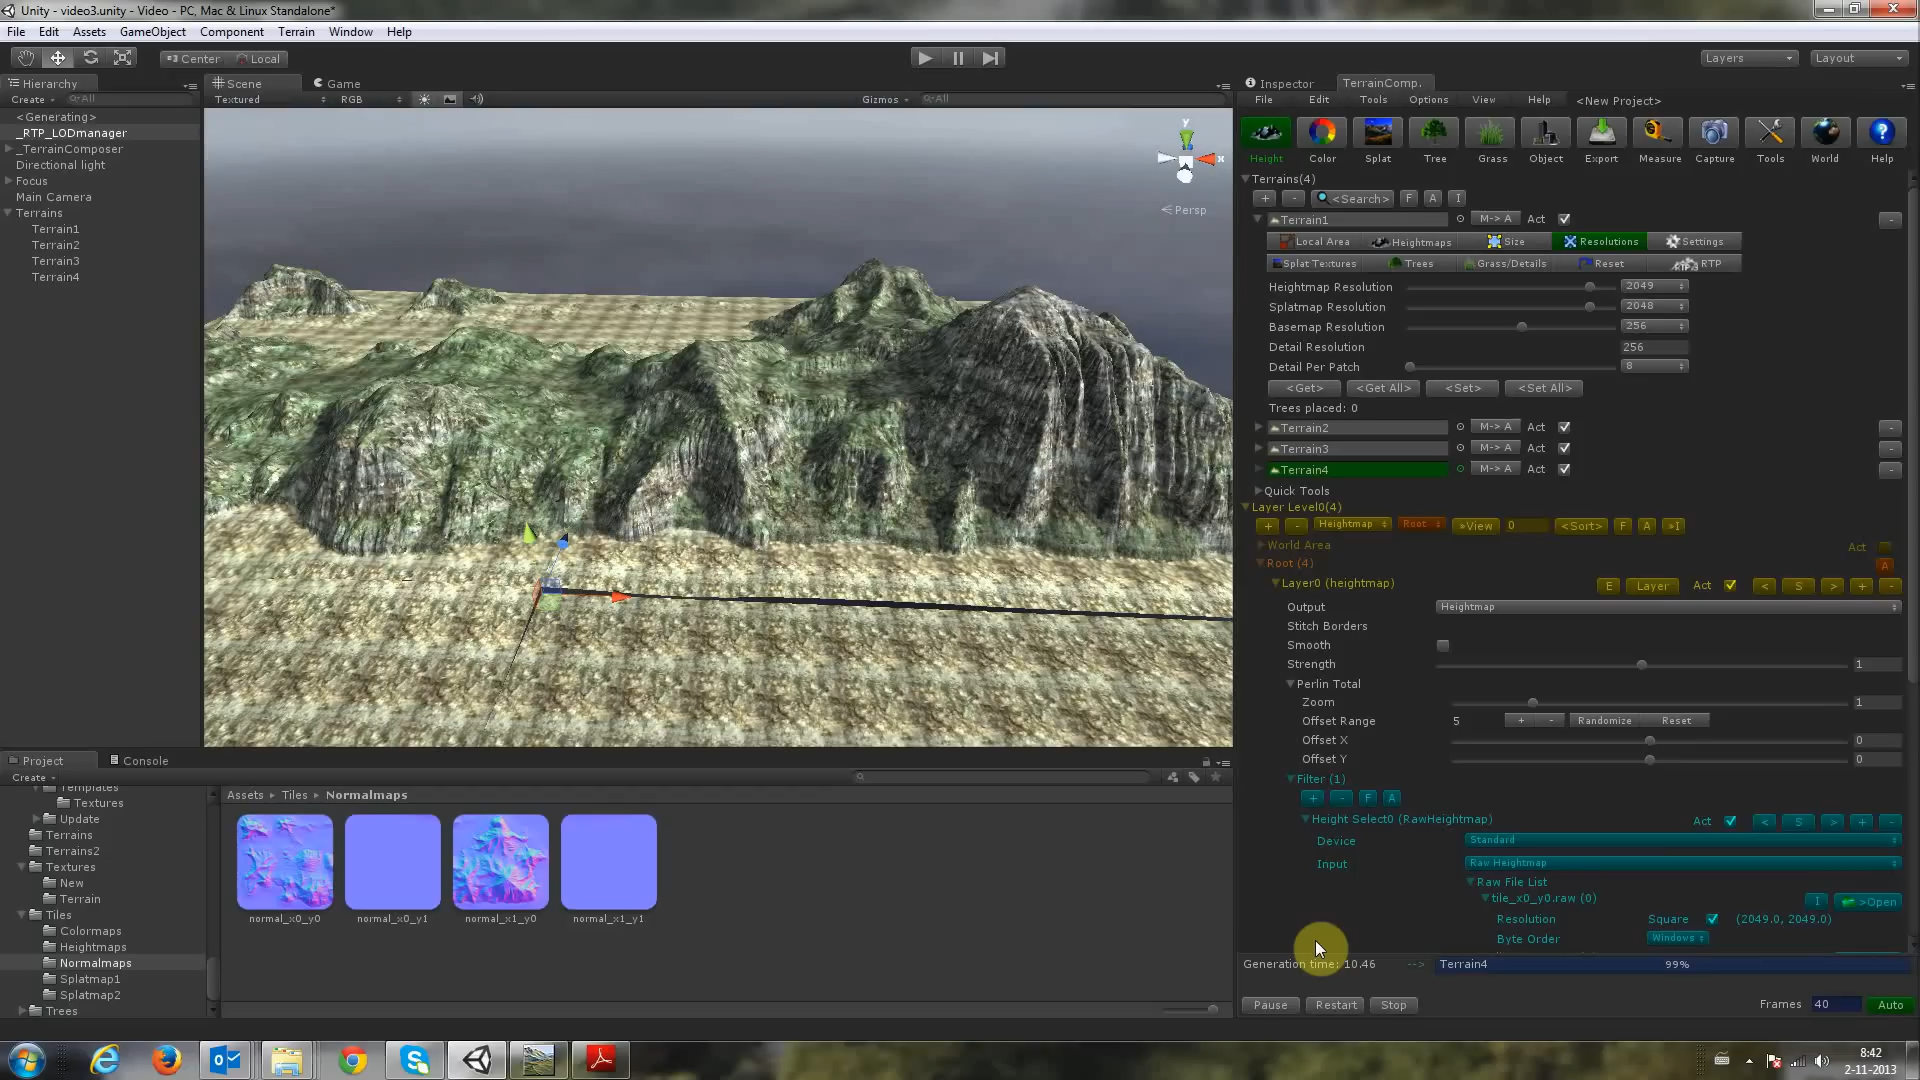 Unity - video3.unity - Video - PC, Mac & Linux Standalone*
File Edit Assets GameObject Component Terrain Window Help
Center Local Layers Layout
Hierarchy
Create All
<Generating>
_RTP_LODmanager
_TerrainComposer
Directional light
Focus
Main Camera
Terrains
Terrain1
Terrain2
Terrain3
Terrain4
Scene Game
Textured RGB Gizmos All
y
x
Persp
Inspector TerrainComp.
File Edit Tools Options View Help <New Project>
Height Color Splat Tree Grass Object Export Measure Capture Tools World Help
Terrains(4)
+ - <Search> F A I
Terrain1 M-> A Act -
Local Area Heightmaps Size Resolutions Settings
Splat Textures Trees Grass/Details Reset RTP
Heightmap Resolution 2049
Splatmap Resolution 2048
Basemap Resolution 256
Detail Resolution 256
Detail Per Patch 8
<Get> <Get All> <Set> <Set All>
Trees placed: 0
Terrain2 M-> A Act -
Terrain3 M-> A Act -
Terrain4 M-> A Act -
Quick Tools
Layer Level0(4)
+ - Heightmap Root »View 0 <Sort> F A »I
World Area Act
Root (4) A
Layer0 (heightmap) E Layer Act < S > + -
Output Heightmap
Stitch Borders
Smooth
Strength 1
Perlin Total
Zoom 1
Offset Range 5 + - Randomize Reset
Offset X 0
Offset Y 0
Filter (1)
+ - F A
Height Select0 (RawHeightmap) Act < S > + -
Device Standard
Input Raw Heightmap
Raw File List
tile_x0_y0.raw (0) I >Open
Resolution Square (2049.0, 2049.0)
Byte Order Windows
Generation time: 10.46 --> Terrain4 99%
Pause Restart Stop Frames 40 Auto
Project Console
Create
Templates
Textures
Update
Terrains
Terrains2
Textures
New
Terrain
Tiles
Colormaps
Heightmaps
Normalmaps
Splatmap1
Splatmap2
Trees
Assets Tiles Normalmaps
normal_x0_y0 normal_x0_y1 normal_x1_y0 normal_x1_y1
8:42
2-11-2013